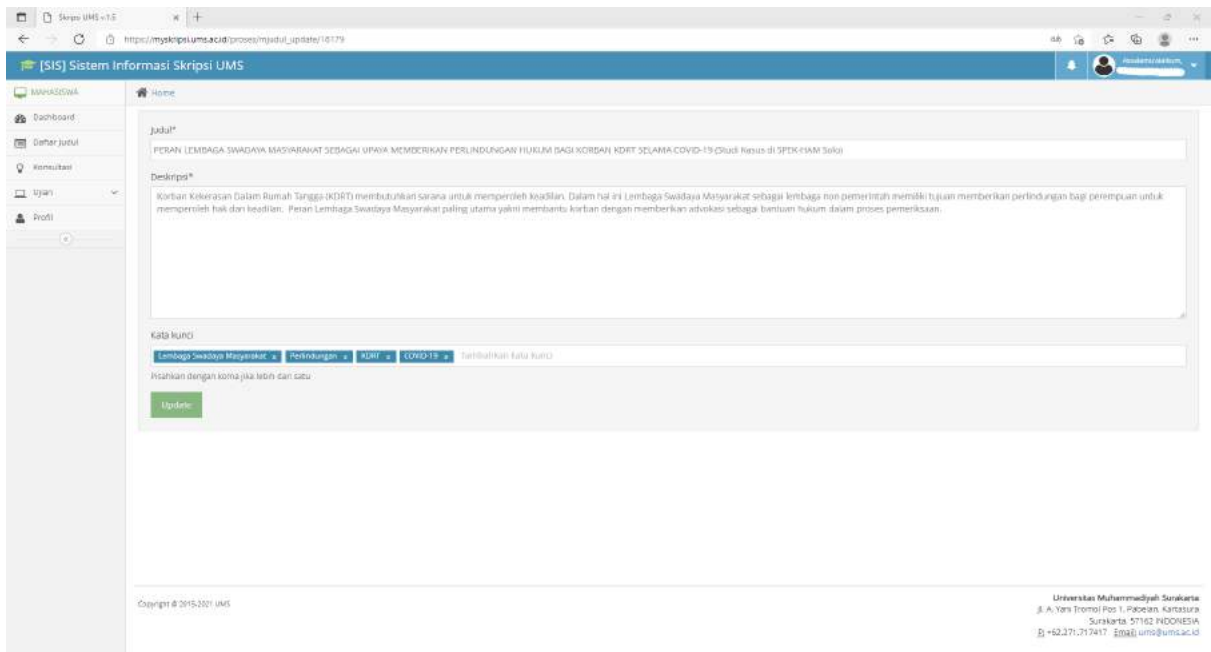 Skripsi UMS v.1.5
https://myskripsi.ums.ac.id/proses/mjudul_update/18179
[SIS] Sistem Informasi Skripsi UMS
Assalamu'alaikum,
MAHASISWA
Home
Dashboard
Daftar Judul
Konsultasi
Ujian
Profil
Judul*
PERAN LEMBAGA SWADAYA MASYARAKAT SEBAGAI UPAYA MEMBERIKAN PERLINDUNGAN HUKUM BAGI KORBAN KDRT SELAMA COVID-19 (Studi Kasus di SPEK-HAM Solo)
Deskripsi*
Korban Kekerasan Dalam Rumah Tangga (KDRT) membutuhkan sarana untuk memperoleh keadilan. Dalam hal ini Lembaga Swadaya Masyarakat sebagai lembaga non pemerintah memiliki tujuan memberikan perlindungan bagi perempuan untuk
memperoleh hak dan keadilan. Peran Lembaga Swadaya Masyarakat paling utama yakni membantu korban dengan memberikan advokasi sebagai bantuan hukum dalam proses pemeriksaan.
Kata kunci
Lembaga Swadaya Masyarakat x Perlindungan x KDRT x COVID-19 x Tambahkan kata kunci
Pisahkan dengan koma jika lebih dari satu
Update
Copyright © 2015-2021 UMS
Universitas Muhammadiyah Surakarta
Jl. A. Yani Tromol Pos 1, Pabelan, Kartasura
Surakarta 57162 INDONESIA
P: +62.271.717417 Email: ums@ums.ac.id